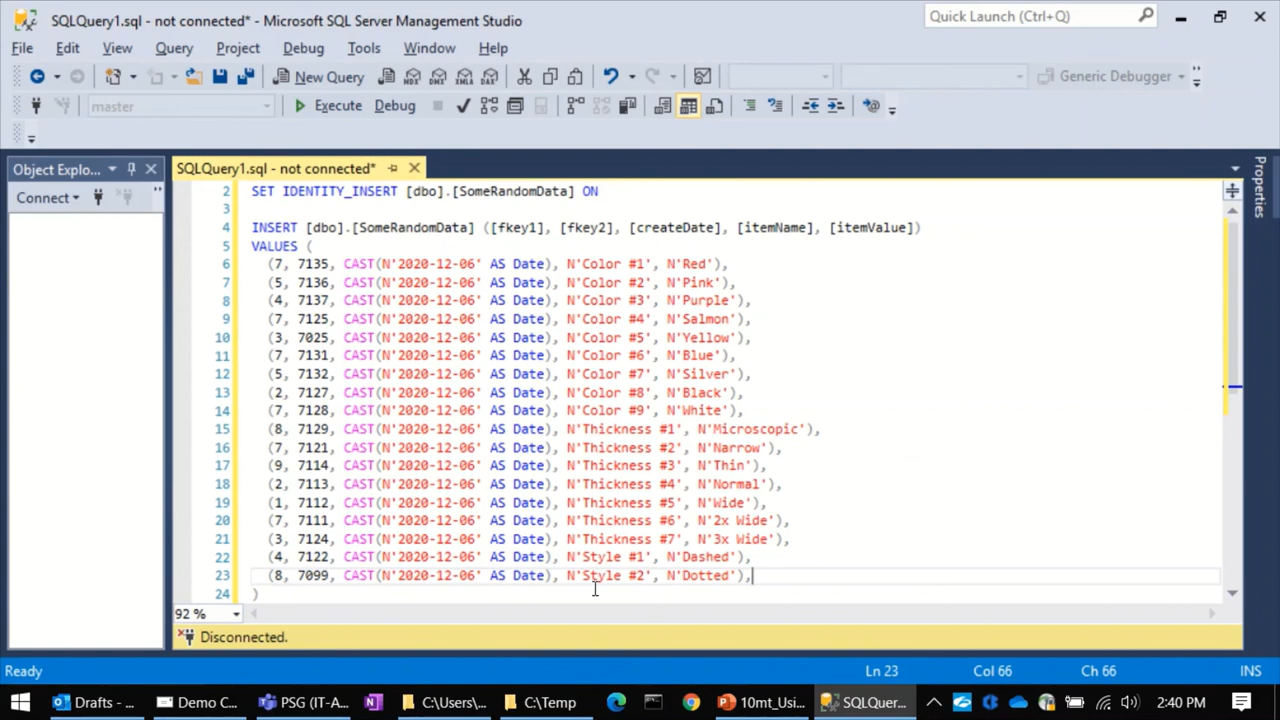 SQLQuery1.sql - not connected* - Microsoft SQL Server Management Studio
Quick Launch (Ctrl+Q)
File Edit View Query Project Debug Tools Window Help
New Query
MDX DMX XMLA DAX
Generic Debugger
master
Execute Debug
Object Explo...
SQLQuery1.sql - not connected*
Connect
Properties
2 SET IDENTITY_INSERT [dbo].[SomeRandomData] ON
3
4 INSERT [dbo].[SomeRandomData] ([fkey1], [fkey2], [createDate], [itemName], [itemValue])
5 VALUES (
6 (7, 7135, CAST(N'2020-12-06' AS Date), N'Color #1', N'Red'),
7 (5, 7136, CAST(N'2020-12-06' AS Date), N'Color #2', N'Pink'),
8 (4, 7137, CAST(N'2020-12-06' AS Date), N'Color #3', N'Purple'),
9 (7, 7125, CAST(N'2020-12-06' AS Date), N'Color #4', N'Salmon'),
10 (3, 7025, CAST(N'2020-12-06' AS Date), N'Color #5', N'Yellow'),
11 (7, 7131, CAST(N'2020-12-06' AS Date), N'Color #6', N'Blue'),
12 (5, 7132, CAST(N'2020-12-06' AS Date), N'Color #7', N'Silver'),
13 (2, 7127, CAST(N'2020-12-06' AS Date), N'Color #8', N'Black'),
14 (7, 7128, CAST(N'2020-12-06' AS Date), N'Color #9', N'White'),
15 (8, 7129, CAST(N'2020-12-06' AS Date), N'Thickness #1', N'Microscopic'),
16 (7, 7121, CAST(N'2020-12-06' AS Date), N'Thickness #2', N'Narrow'),
17 (9, 7114, CAST(N'2020-12-06' AS Date), N'Thickness #3', N'Thin'),
18 (2, 7113, CAST(N'2020-12-06' AS Date), N'Thickness #4', N'Normal'),
19 (1, 7112, CAST(N'2020-12-06' AS Date), N'Thickness #5', N'Wide'),
20 (7, 7111, CAST(N'2020-12-06' AS Date), N'Thickness #6', N'2x Wide'),
21 (3, 7124, CAST(N'2020-12-06' AS Date), N'Thickness #7', N'3x Wide'),
22 (4, 7122, CAST(N'2020-12-06' AS Date), N'Style #1', N'Dashed'),
23 (8, 7099, CAST(N'2020-12-06' AS Date), N'Style #2', N'Dotted'),
24 )
92 %
Disconnected.
Ready Ln 23 Col 66 Ch 66 INS
Drafts - ... Demo C... PSG (IT-A... C:\Users\... C:\Temp 10mt_Usi... SQLQuer... 2:40 PM